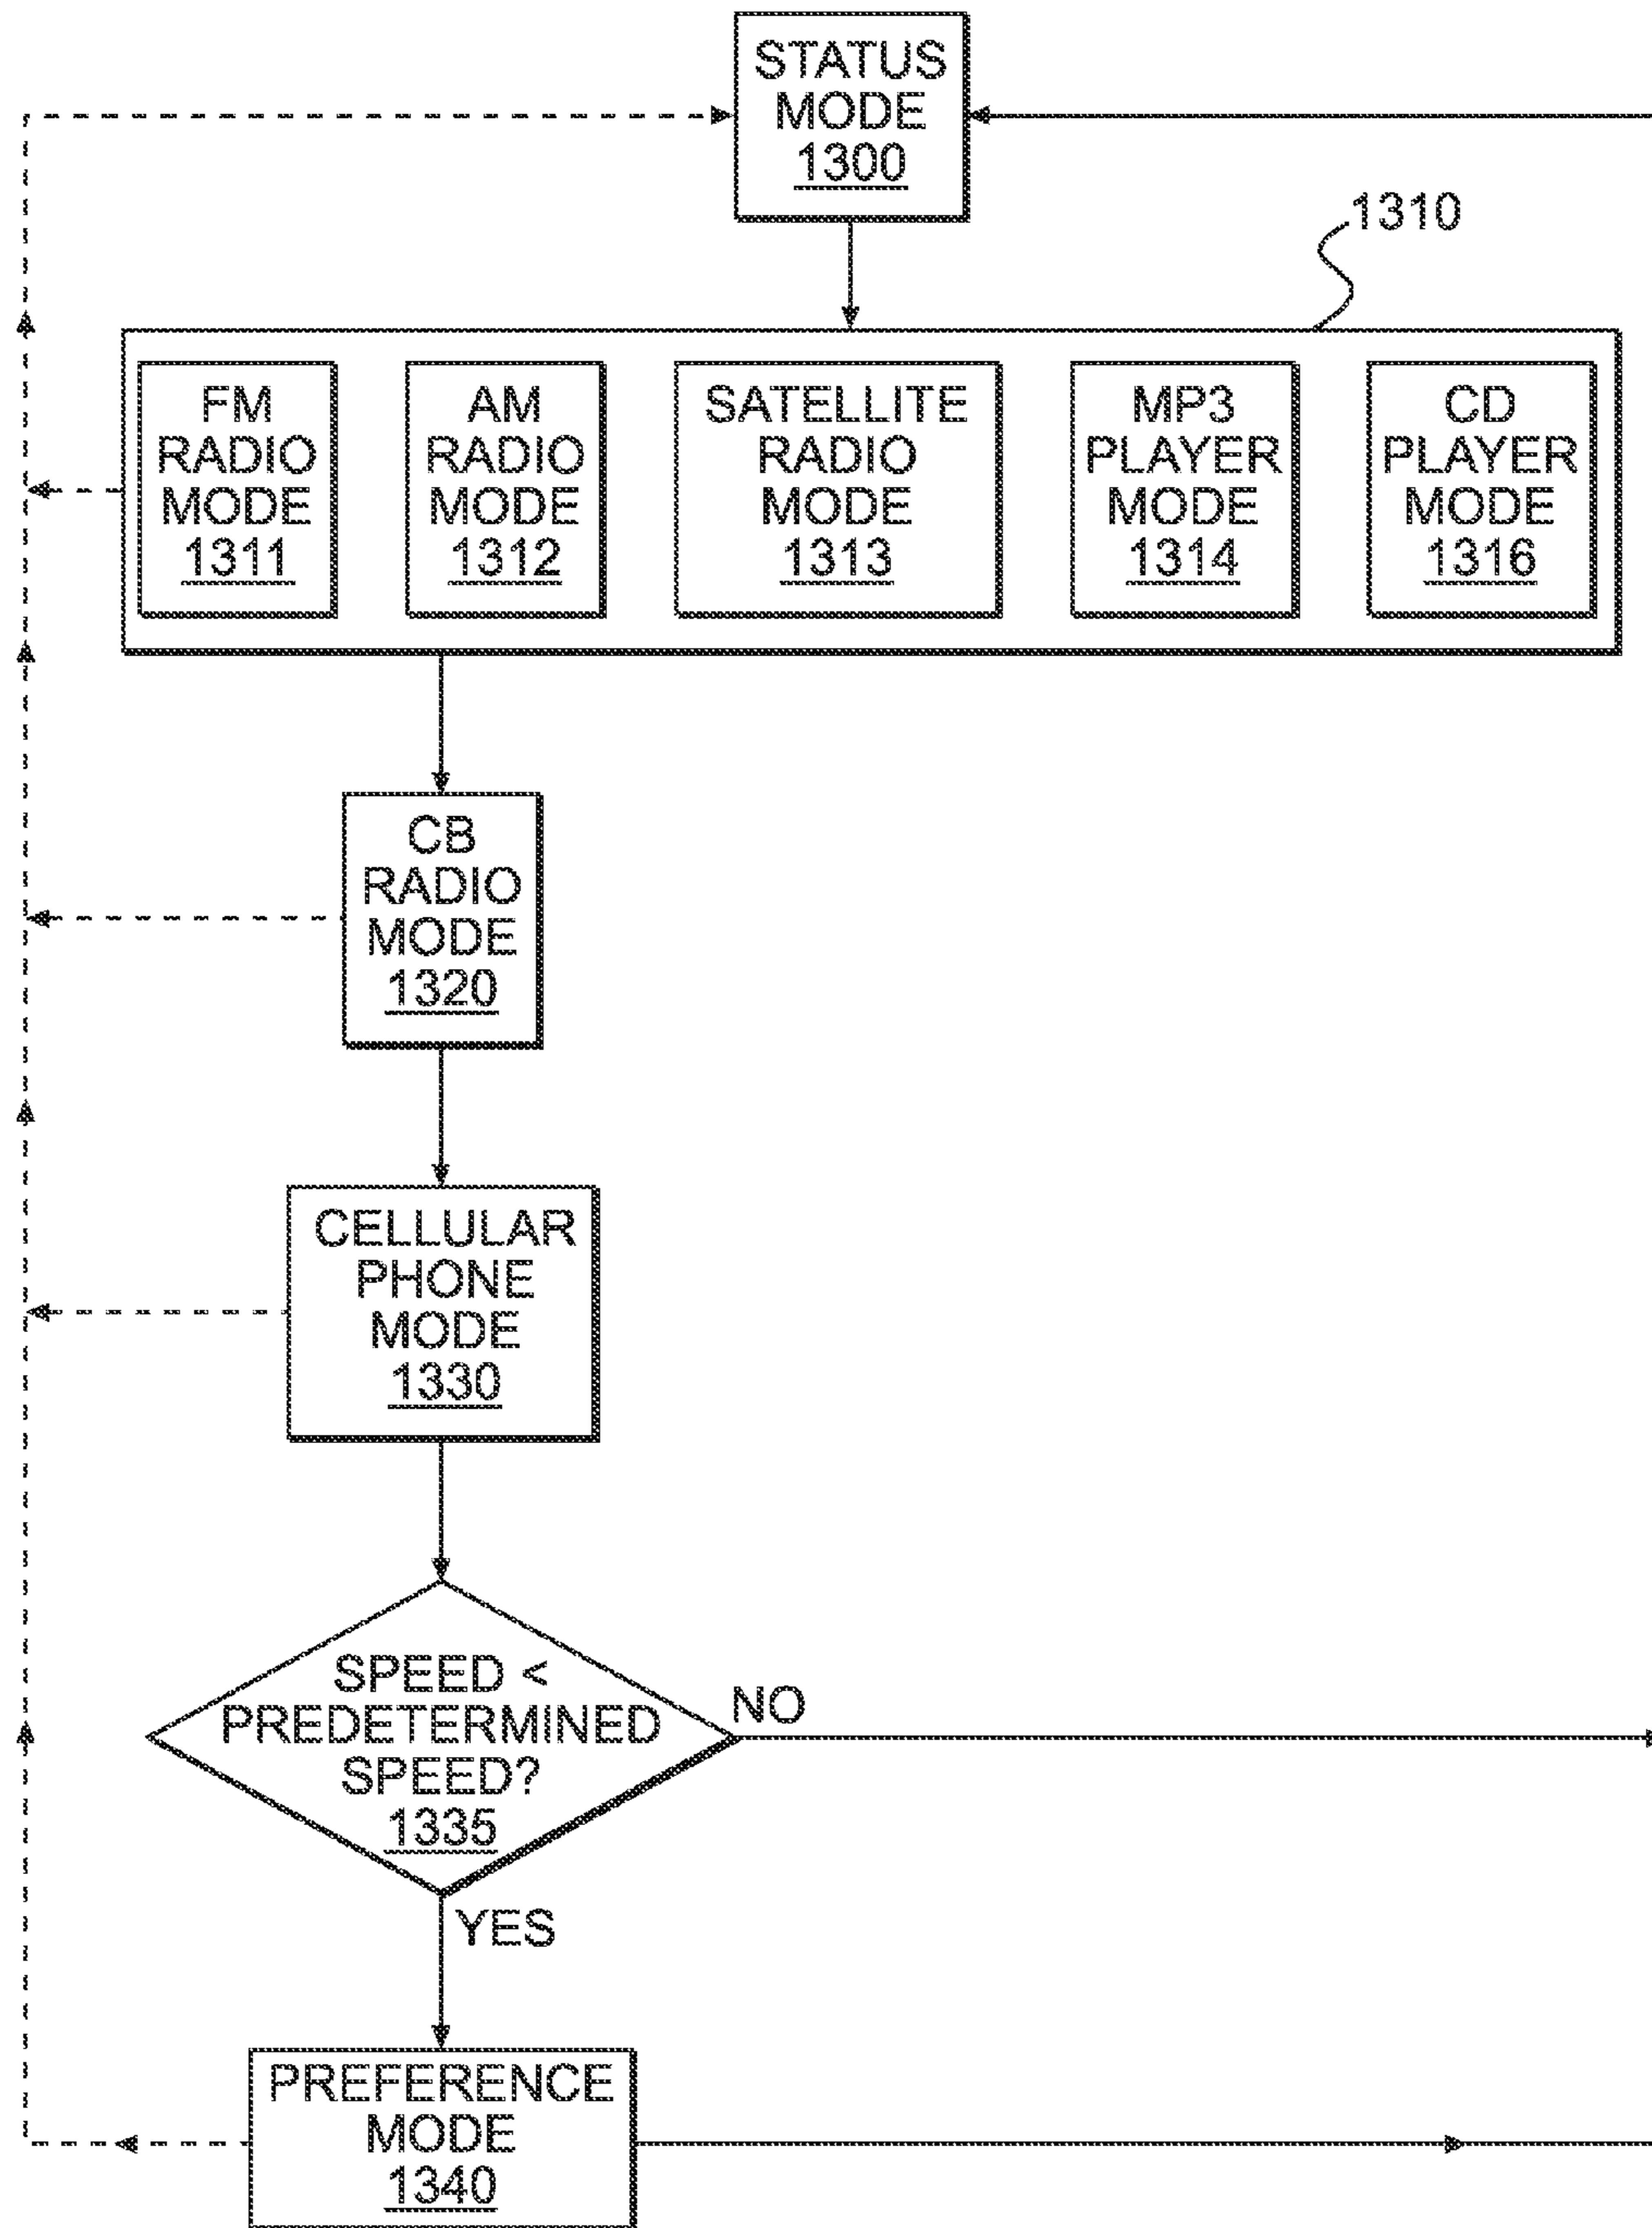 STATUS
MODE
1300
1310
FM
RADIO
MODE
1311
AM
RADIO
MODE
1312
SATELLITE
RADIO
MODE
1313
MP3
PLAYER
MODE
1314
CD
PLAYER
MODE
1316
CB
RADIO
MODE
1320
CELLULAR
PHONE
MODE
1330
SPEED <
PREDETERMINED
SPEED?
1335
NO
YES
PREFERENCE
MODE
1340